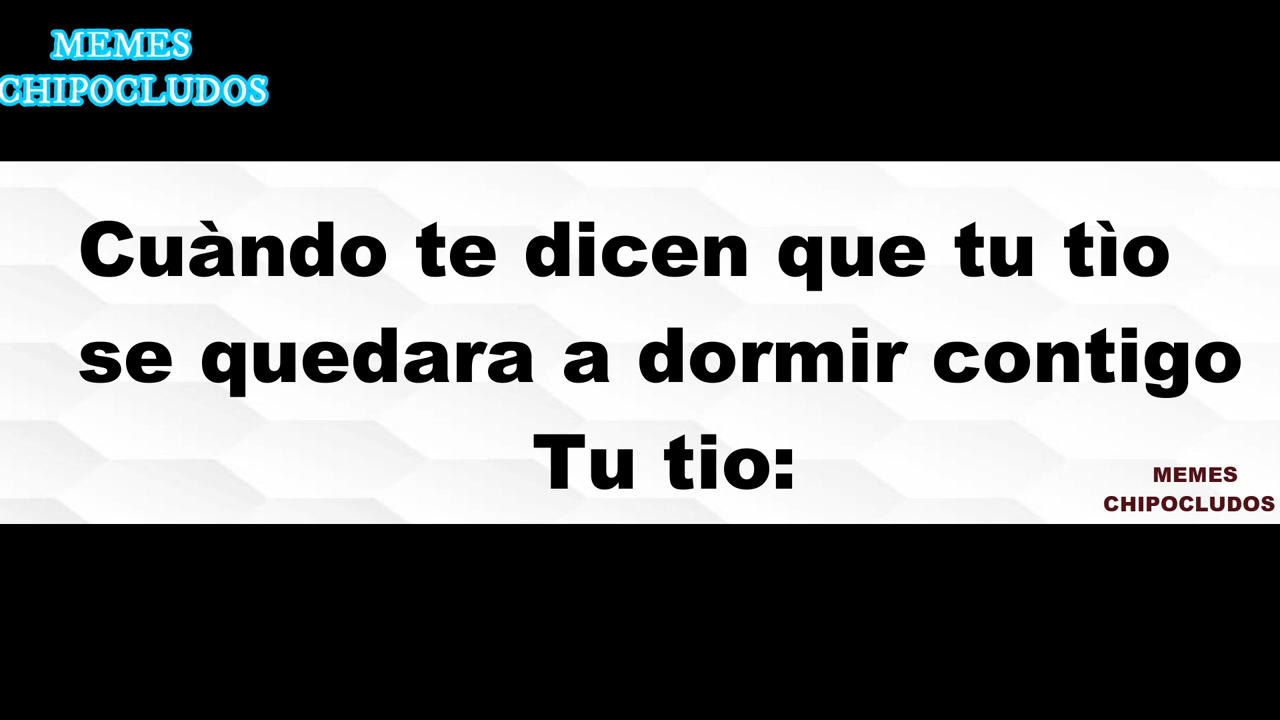 MEMES
CHIPOCLUDOS
Cuàndo te dicen que tu tìo
se quedara a dormir contigo
Tu tio:
MEMES
CHIPOCLUDOS